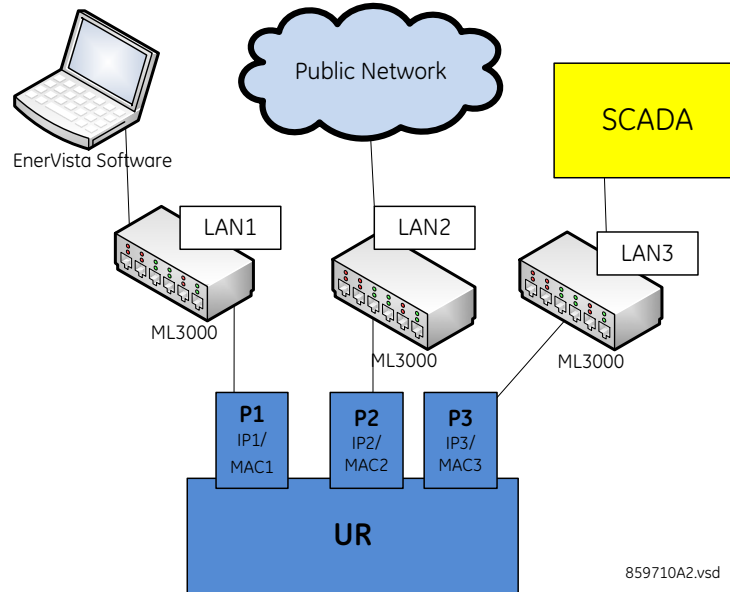 Public Network
SCADA
EnerVista Software
LAN1
LAN2
LAN3
ML3000
ML3000
ML3000
P1
IP1/
MAC1
P2
IP2/
MAC2
P3
IP3/
MAC3
UR
859710A2.vsd